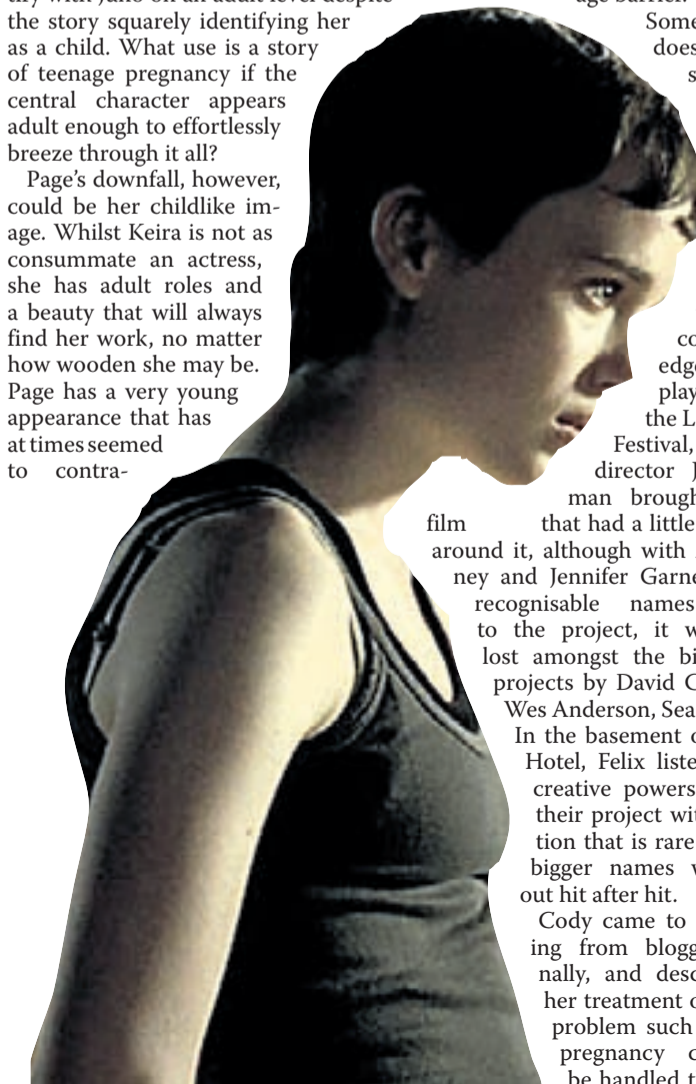 the story squarely identifying her
as a child. What use is a story
of teenage pregnancy if the
central character appears
adult enough to effortlessly
breeze through it all?
Page's downfall, however,
could be her childlike im-
age. Whilst Keira is not as
consummate an actress,
she has adult roles and
a beauty that will always
find her work, no matter
how wooden she may be.
Page has a very young
appearance that has
at times seemed
to contra-
Some
does
s
co
edge
play
the L
Festival,
director J
man brough
film that had a little
around it, although with
ney and Jennifer Garne
recognisable names
to the project, it w
lost amongst the bi
projects by David C
Wes Anderson, Sea
In the basement o
Hotel, Felix liste
creative powers
their project wit
tion that is rare
bigger names w
out hit after hit.
Cody came to
ing from blogg
nally, and desc
her treatment o
problem such
pregnancy c
be handled t